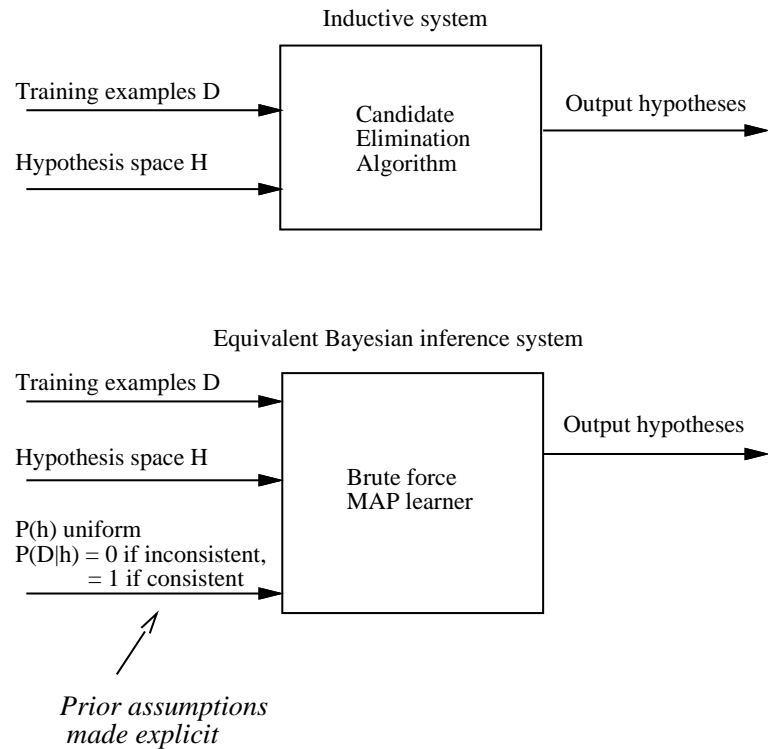 Inductive system
Training examples D
Hypothesis space H
Candidate
Elimination
Algorithm
Output hypotheses
Equivalent Bayesian inference system
Training examples D
Hypothesis space H
P(h) uniform
P(D|h) = 0 if inconsistent,
= 1 if consistent
Brute force
MAP learner
Output hypotheses
Prior assumptions
made explicit